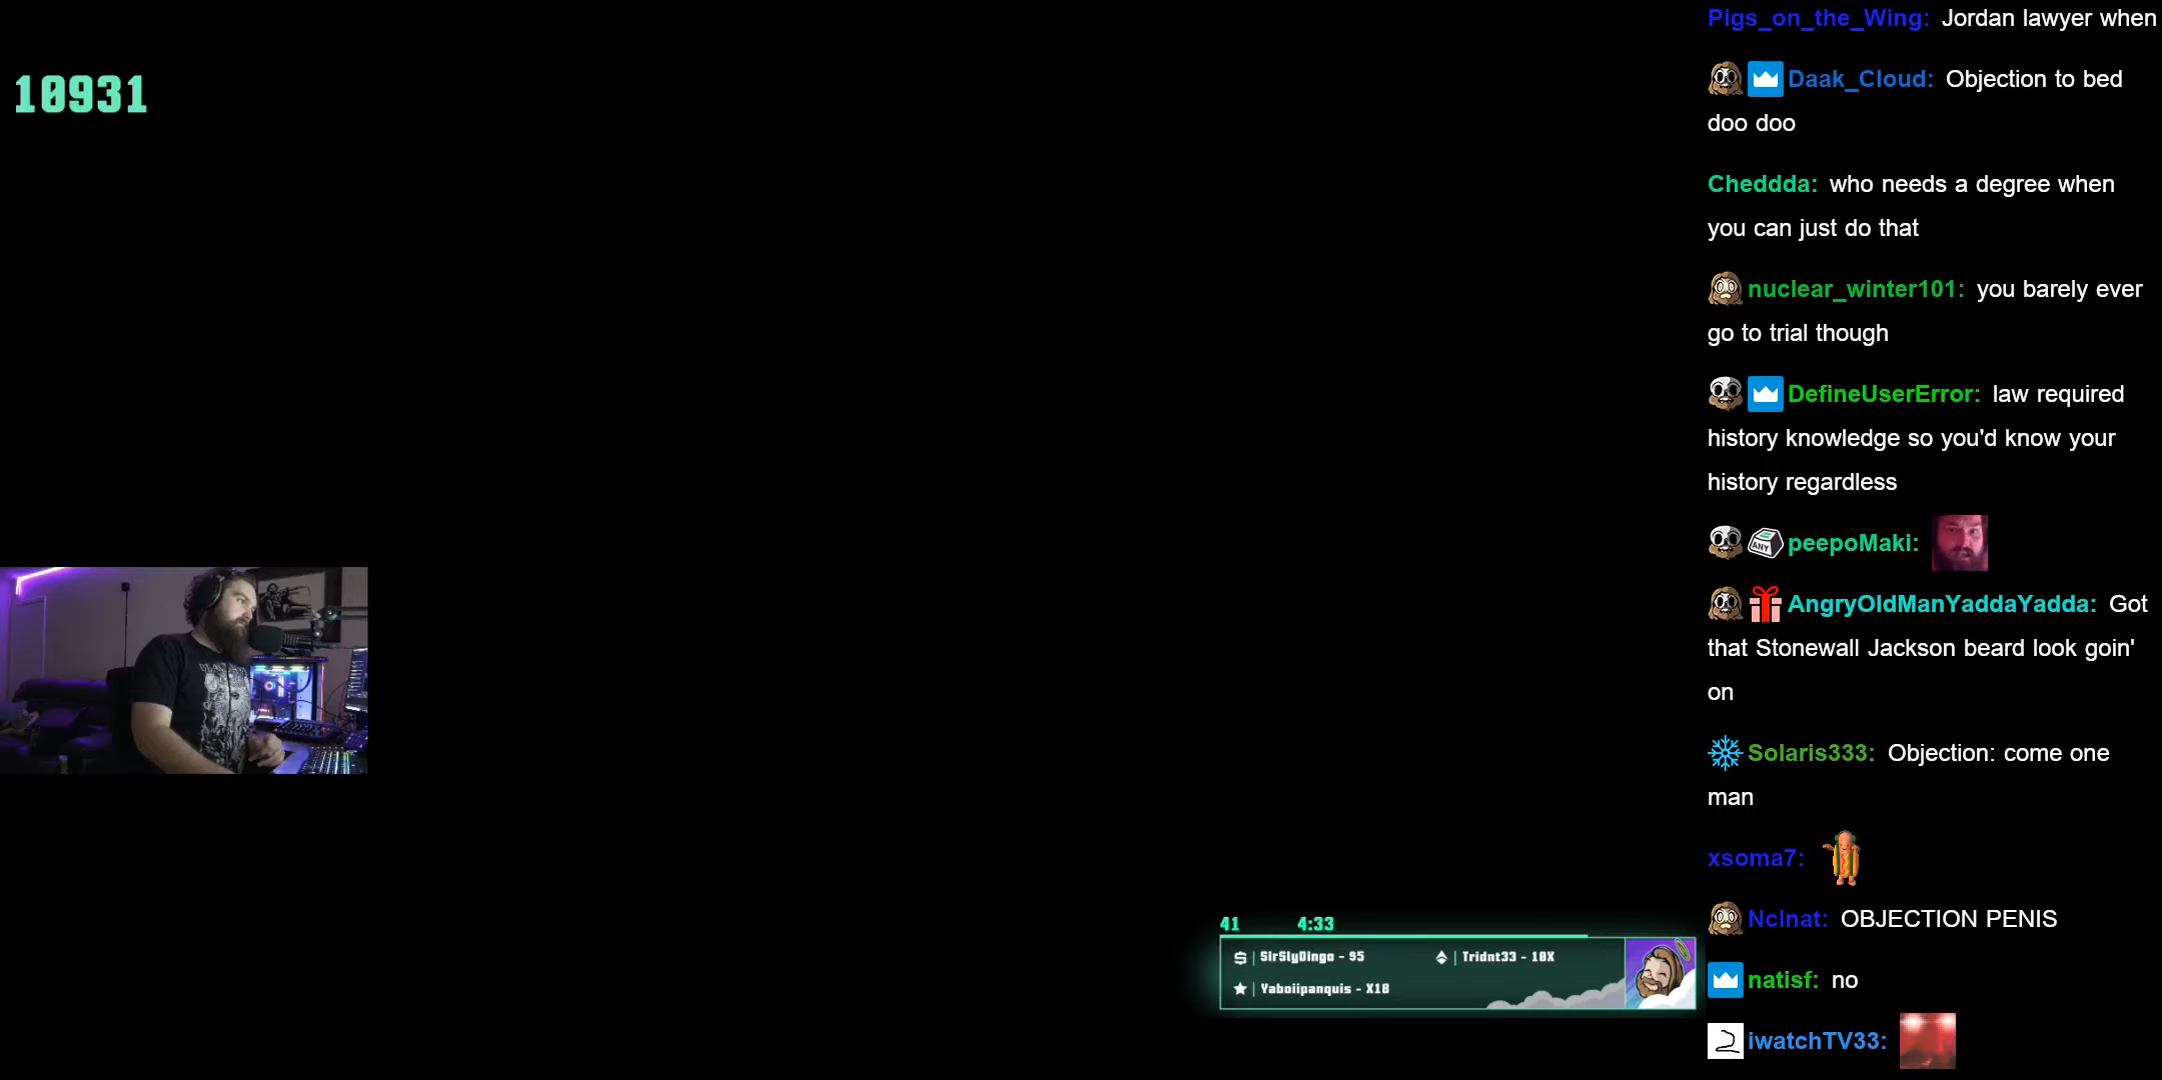 10931
Pigs_on_the_Wing: Jordan lawyer when
Daak_Cloud: Objection to bed
doo doo
Cheddda: who needs a degree when
you can just do that
nuclear_winter101: you barely ever
go to trial though
DefineUserError: law required
history knowledge so you'd know your
history regardless
ANY peepoMaki:
AngryOldManYaddaYadda: Got
that Stonewall Jackson beard look goin'
on
Solaris333: Objection: come one
man
xsoma7:
NcInat: OBJECTION PENIS
natisf: no
iwatchTV33:
41 4:33
$ | SirSlyDingo - $5
Tridnt33 - 10X
Yaboiipanquis - X18